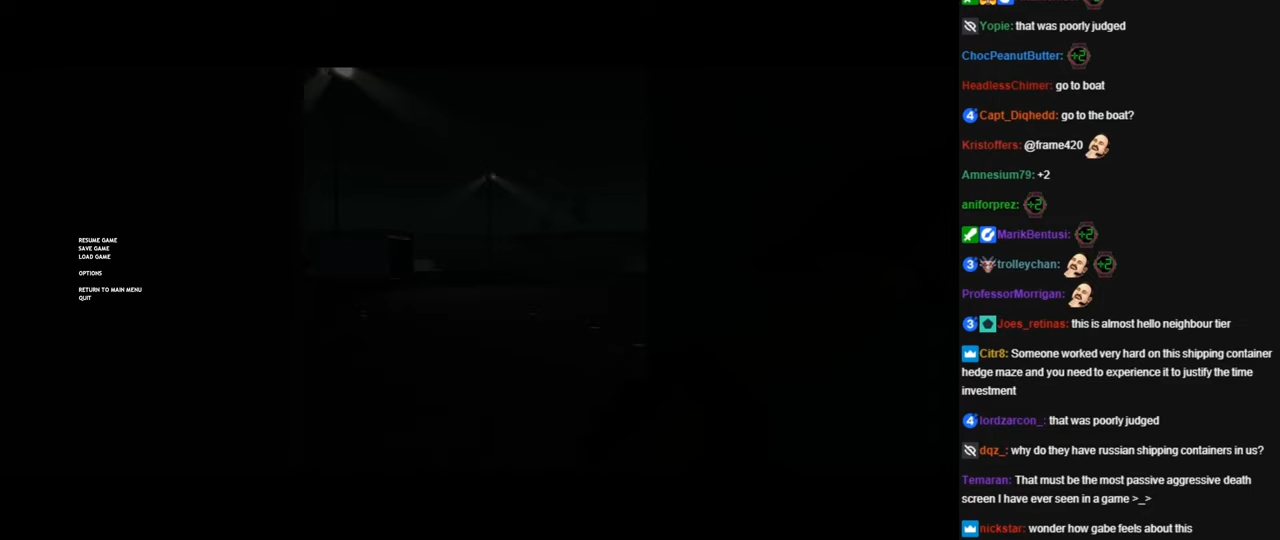 RESUME GAME
SAVE GAME
LOAD GAME
OPTIONS
RETURN TO MAIN MENU
QUIT
Yopie: that was poorly judged
ChocPeanutButter: +2
HeadlessChimer: go to boat
4 Capt_Diqhedd: go to the boat?
Kristoffers: @frame420
Amnesium79: +2
aniforprez: +2
MarikBentusi: +2
3 trolleychan: +2
ProfessorMorrigan:
3 Joes_retinas: this is almost hello neighbour tier
Citr8: Someone worked very hard on this shipping container
hedge maze and you need to experience it to justify the time
investment
4 lordzarcon_: that was poorly judged
dqz_: why do they have russian shipping containers in us?
Temaran: That must be the most passive aggressive death
screen I have ever seen in a game >_>
nickstar: wonder how gabe feels about this